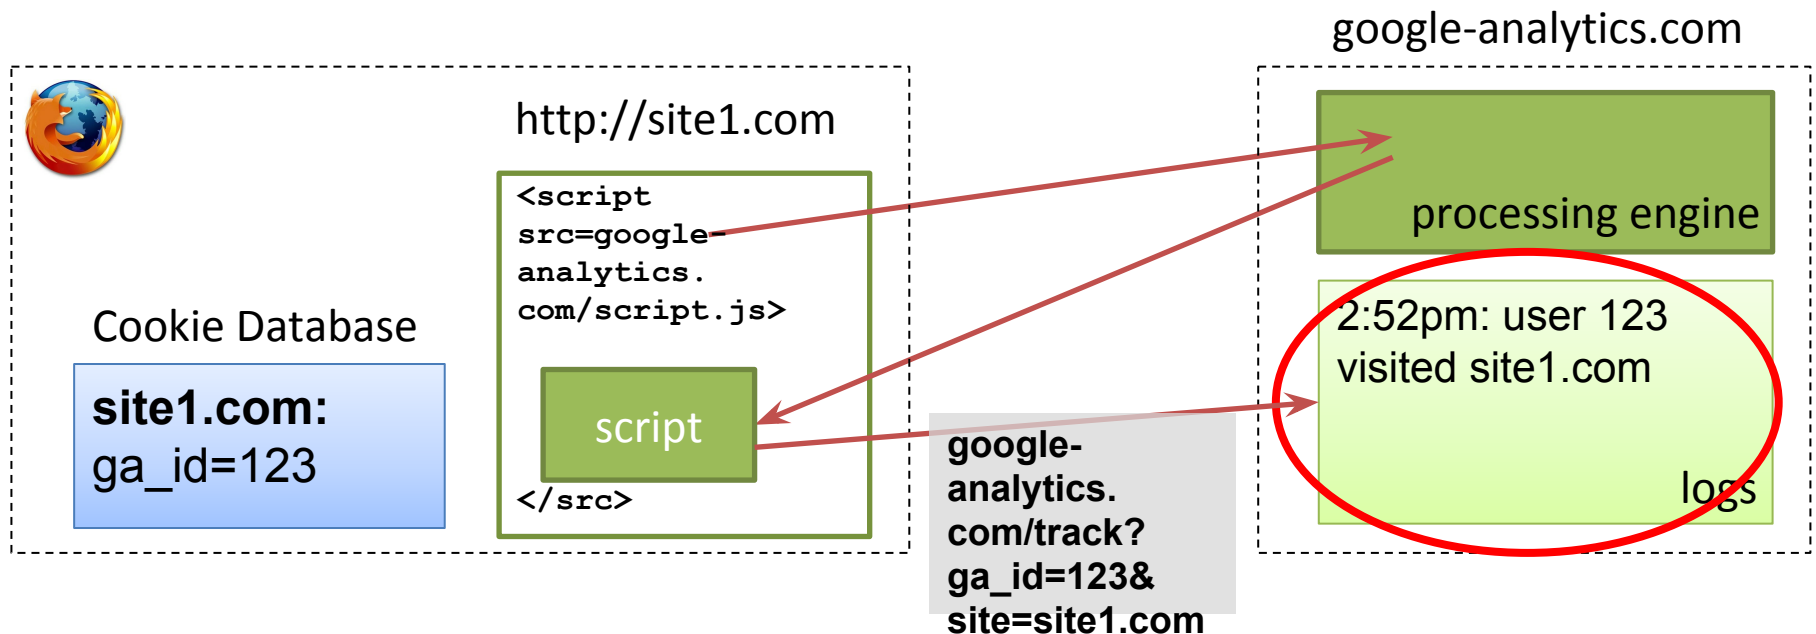 google-analytics.com
http://site1.com
<script
src=google-
analytics.
com/script.js>
script
</src>
Cookie Database
site1.com:
ga_id=123
google-
analytics.
com/track?
ga_id=123&
site=site1.com
processing engine
2:52pm: user 123
visited site1.com
logs